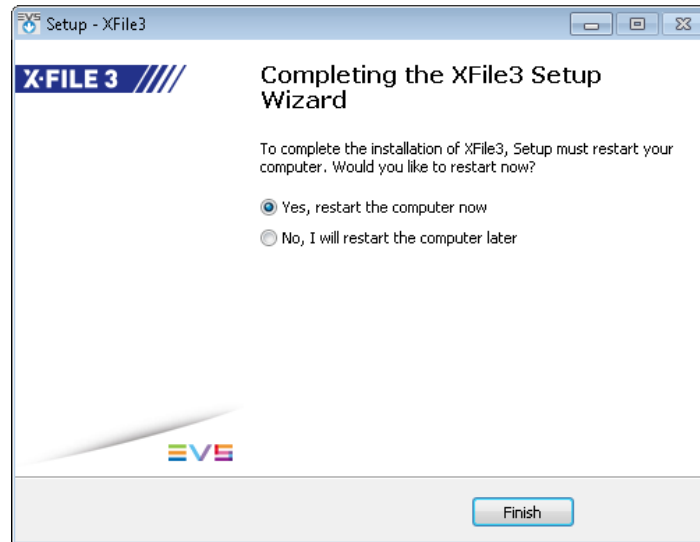 EVS
Setup - XFile3
X·FILE 3
Completing the XFile3 Setup
Wizard
To complete the installation of XFile3, Setup must restart your
computer. Would you like to restart now?
Yes, restart the computer now
No, I will restart the computer later
EVS
Finish